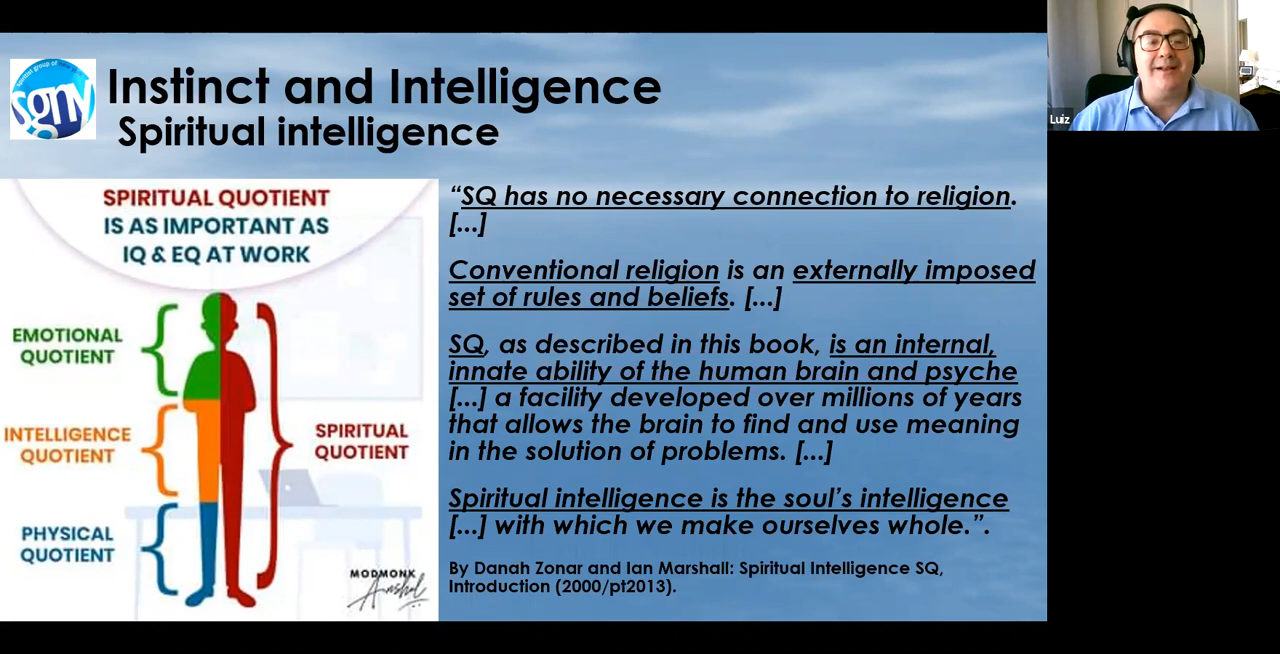 sgny
Instinct and Intelligence
Spiritual intelligence
SPIRITUAL QUOTIENT
IS AS IMPORTANT AS
IQ & EQ AT WORK
EMOTIONAL
QUOTIENT
INTELLIGENCE
QUOTIENT
PHYSICAL
QUOTIENT
SPIRITUAL
QUOTIENT
MODMONK
“SQ has no necessary connection to religion.
[...]
Conventional religion is an externally imposed
set of rules and beliefs. [...]
SQ, as described in this book, is an internal,
innate ability of the human brain and psyche
[...] a facility developed over millions of years
that allows the brain to find and use meaning
in the solution of problems. [...]
Spiritual intelligence is the soul’s intelligence
[...] with which we make ourselves whole.”.
By Danah Zonar and Ian Marshall: Spiritual Intelligence SQ,
Introduction (2000/pt2013).
Luiz